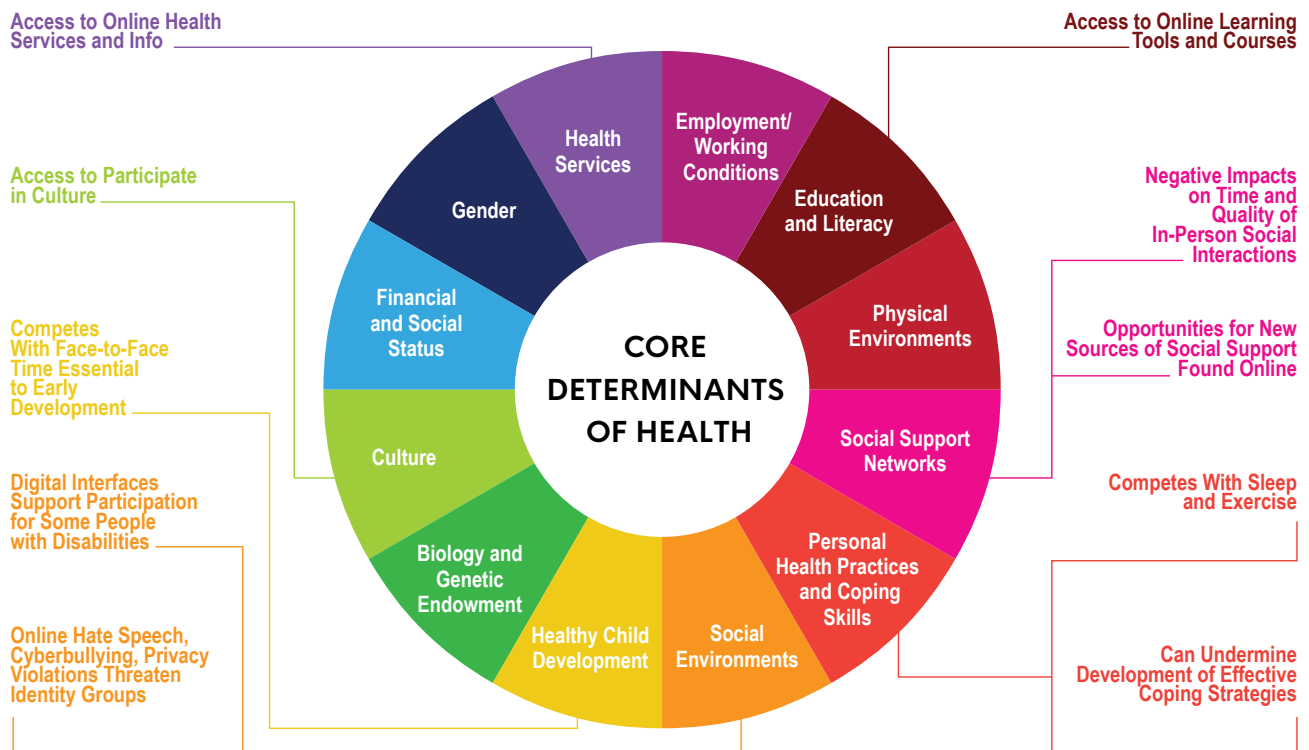 Access to Online Health
Services and Info
Access to Participate
in Culture
Competes
With Face-to-Face
Time Essential
to Early
Development
Digital Interfaces
Support Participation
for Some People
with Disabilities
Online Hate Speech,
Cyberbullying, Privacy
Violations Threaten
Identity Groups
Health
Services
Employment/
Working
Conditions
Education
and Literacy
Physical
Environments
Social Support
Networks
Personal
Health Practices
and Coping
Skills
Social
Environments
Healthy Child
Development
Biology and
Genetic
Endowment
Culture
Financial
and Social
Status
Gender
CORE
DETERMINANTS
OF HEALTH
Access to Online Learning
Tools and Courses
Negative Impacts
on Time and
Quality of
In-Person Social
Interactions
Opportunities for New
Sources of Social Support
Found Online
Competes With Sleep
and Exercise
Can Undermine
Development of Effective
Coping Strategies